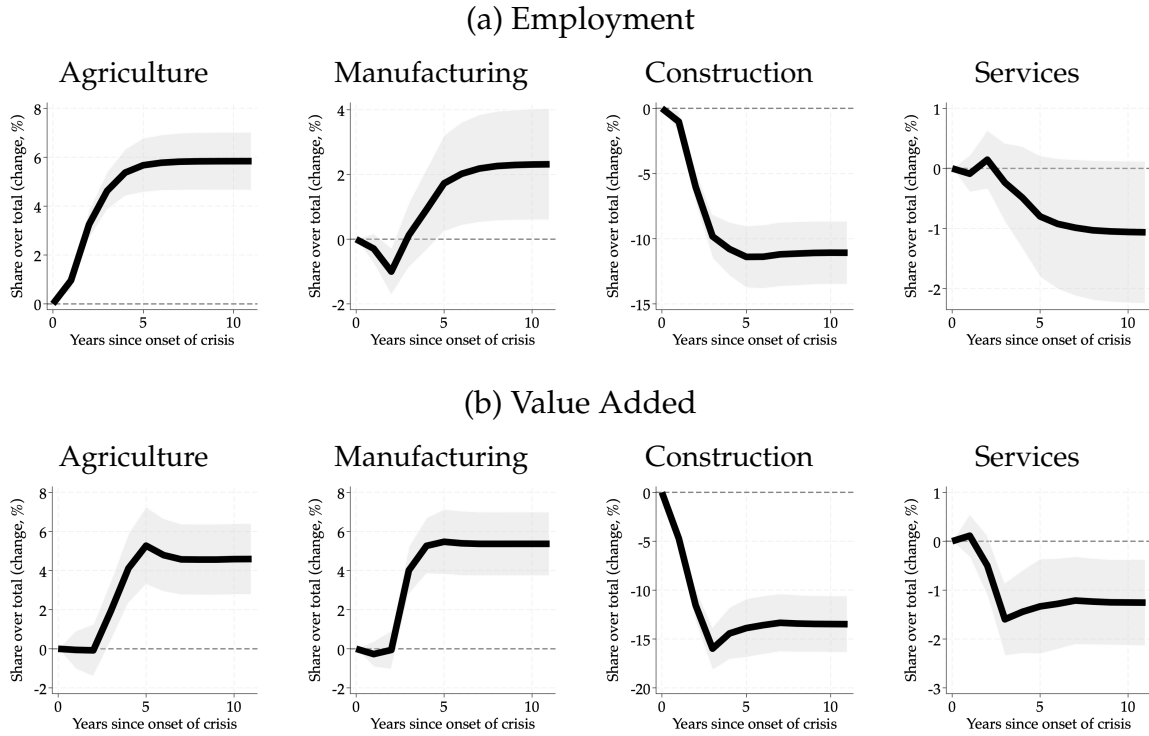 (a) Employment
Agriculture
Share over total (change, %)
8
6
4
2
0
0 5 10
Years since onset of crisis
Manufacturing
Share over total (change, %)
4
2
0
-2
0 5 10
Years since onset of crisis
Construction
Share over total (change, %)
0
-5
-10
-15
0 5 10
Years since onset of crisis
Services
Share over total (change, %)
1
0
-1
-2
0 5 10
Years since onset of crisis
(b) Value Added
Agriculture
Share over total (change, %)
8
6
4
2
0
-2
0 5 10
Years since onset of crisis
Manufacturing
Share over total (change, %)
8
6
4
2
0
-2
0 5 10
Years since onset of crisis
Construction
Share over total (change, %)
0
-5
-10
-15
-20
0 5 10
Years since onset of crisis
Services
Share over total (change, %)
1
0
-1
-2
-3
0 5 10
Years since onset of crisis